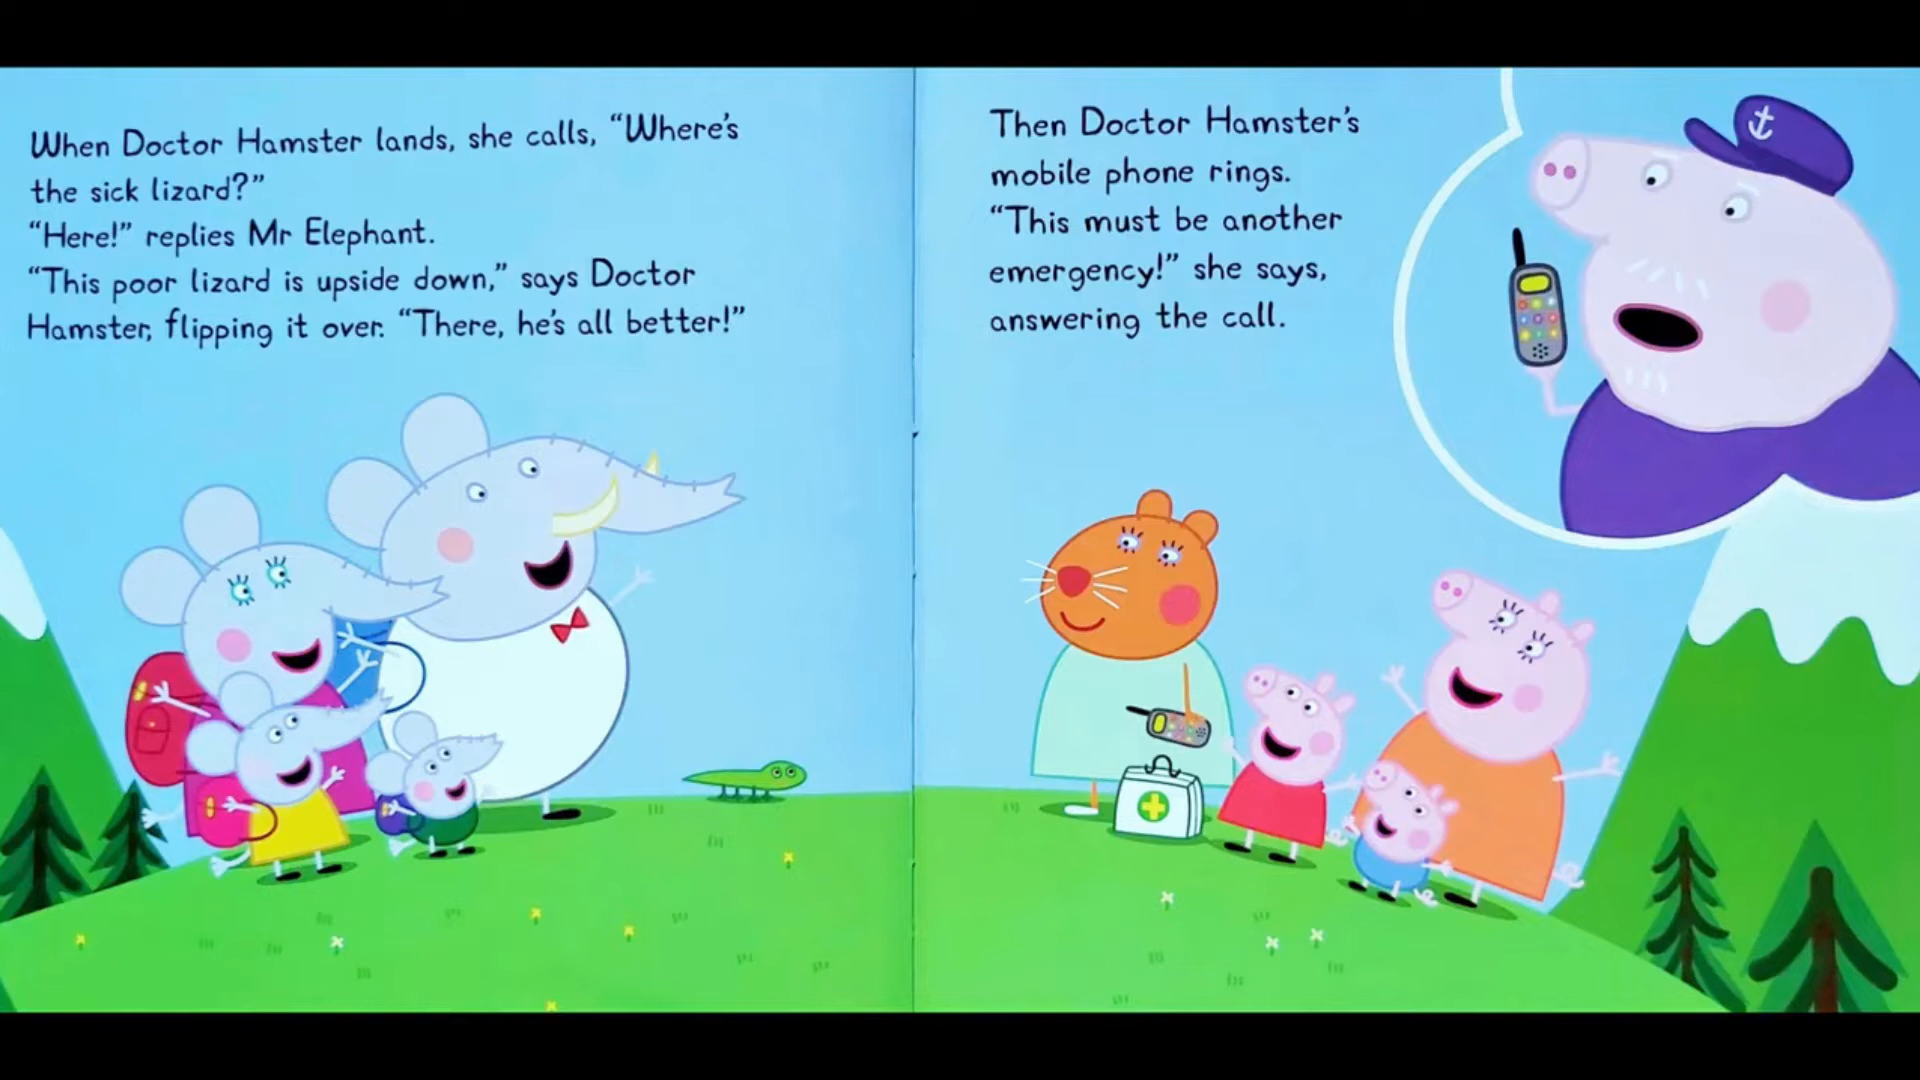 When Doctor Hamster lands, she calls, “Where’s
the sick lizard?”
“Here!” replies Mr Elephant.
“This poor lizard is upside down,” says Doctor
Hamster, flipping it over. “There, he’s all better!”
Then Doctor Hamster’s
mobile phone rings.
“This must be another
emergency!” she says,
answering the call.